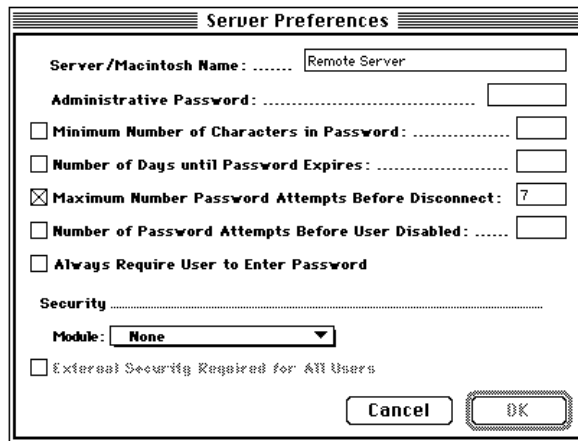 Server Preferences
Server/Macintosh Name: ....... Remote Server
Administrative Password: ................................................
Minimum Number of Characters in Password: ....................
Number of Days until Password Expires: .............................
Maximum Number Password Attempts Before Disconnect: 7
Number of Password Attempts Before User Disabled: ......
Always Require User to Enter Password
Security ................................................................................
Module: None
External Security Required for All Users
Cancel OK